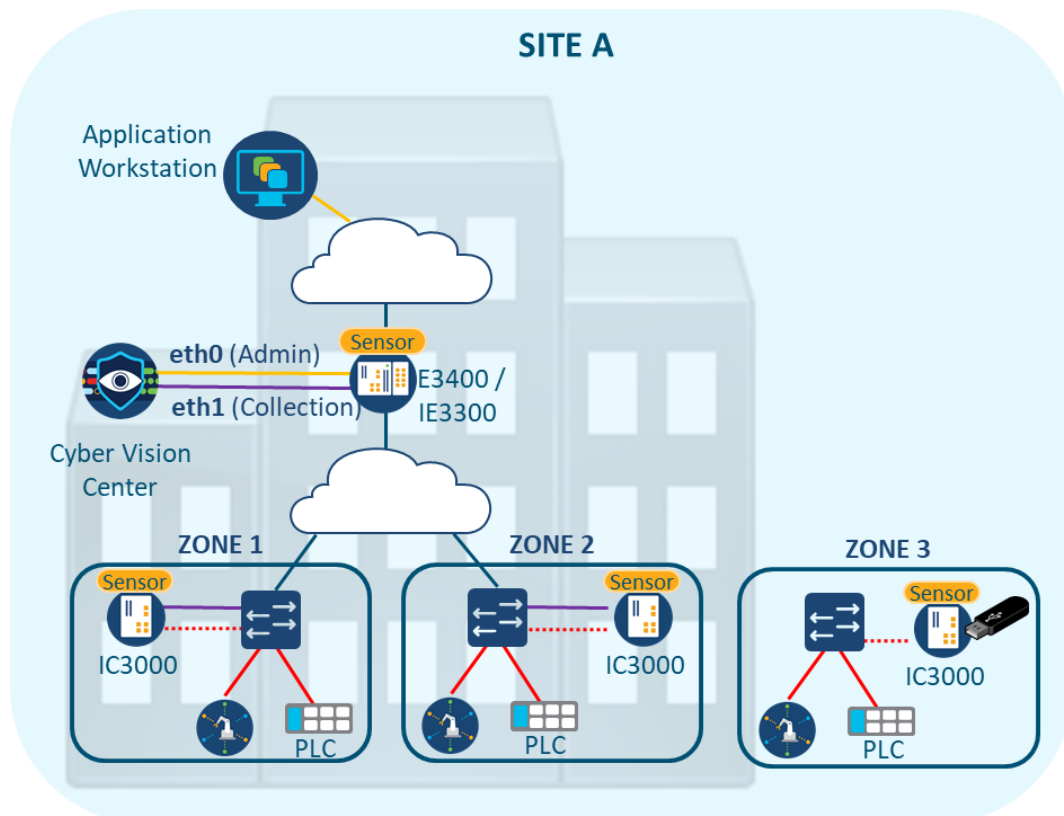 SITE A
Application
Workstation
Sensor
eth0 (Admin)
E3400 /
eth1 (Collection)
IE3300
Cyber Vision
Center
ZONE 1
ZONE 2
ZONE 3
Sensor
Sensor
Sensor
IC3000
IC3000
IC3000
PLC
PLC
PLC